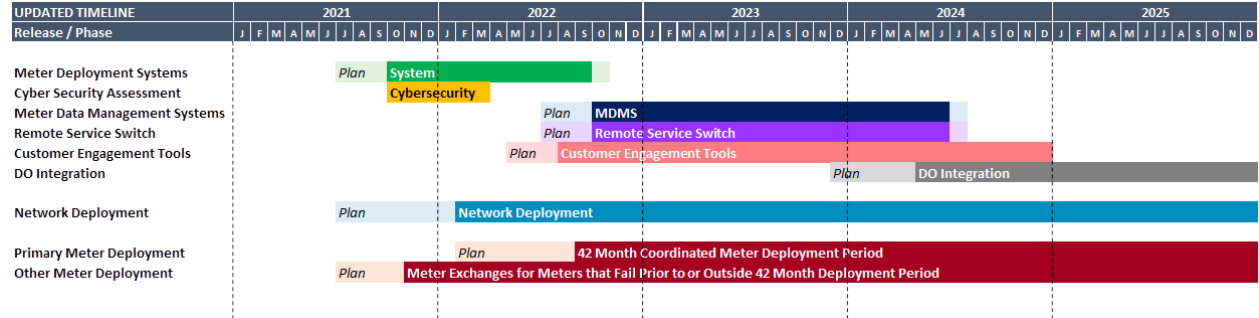 UPDATED TIMELINE 2021 2022 2023 2024 2025
Release / Phase J F M A M J J A S O N D J F M A M J J A S O N D J F M A M J J A S O N D J F M A M J J A S O N D J F M A M J J A S O N D
Meter Deployment Systems Plan System
Cyber Security Assessment Cybersecurity
Meter Data Management Systems Plan MDMS
Remote Service Switch Plan Remote Service Switch
Customer Engagement Tools Plan Customer Engagement Tools
DO Integration Plan DO Integration
Network Deployment Plan Network Deployment
Primary Meter Deployment Plan 42 Month Coordinated Meter Deployment Period
Other Meter Deployment Plan Meter Exchanges for Meters that Fail Prior to or Outside 42 Month Deployment Period